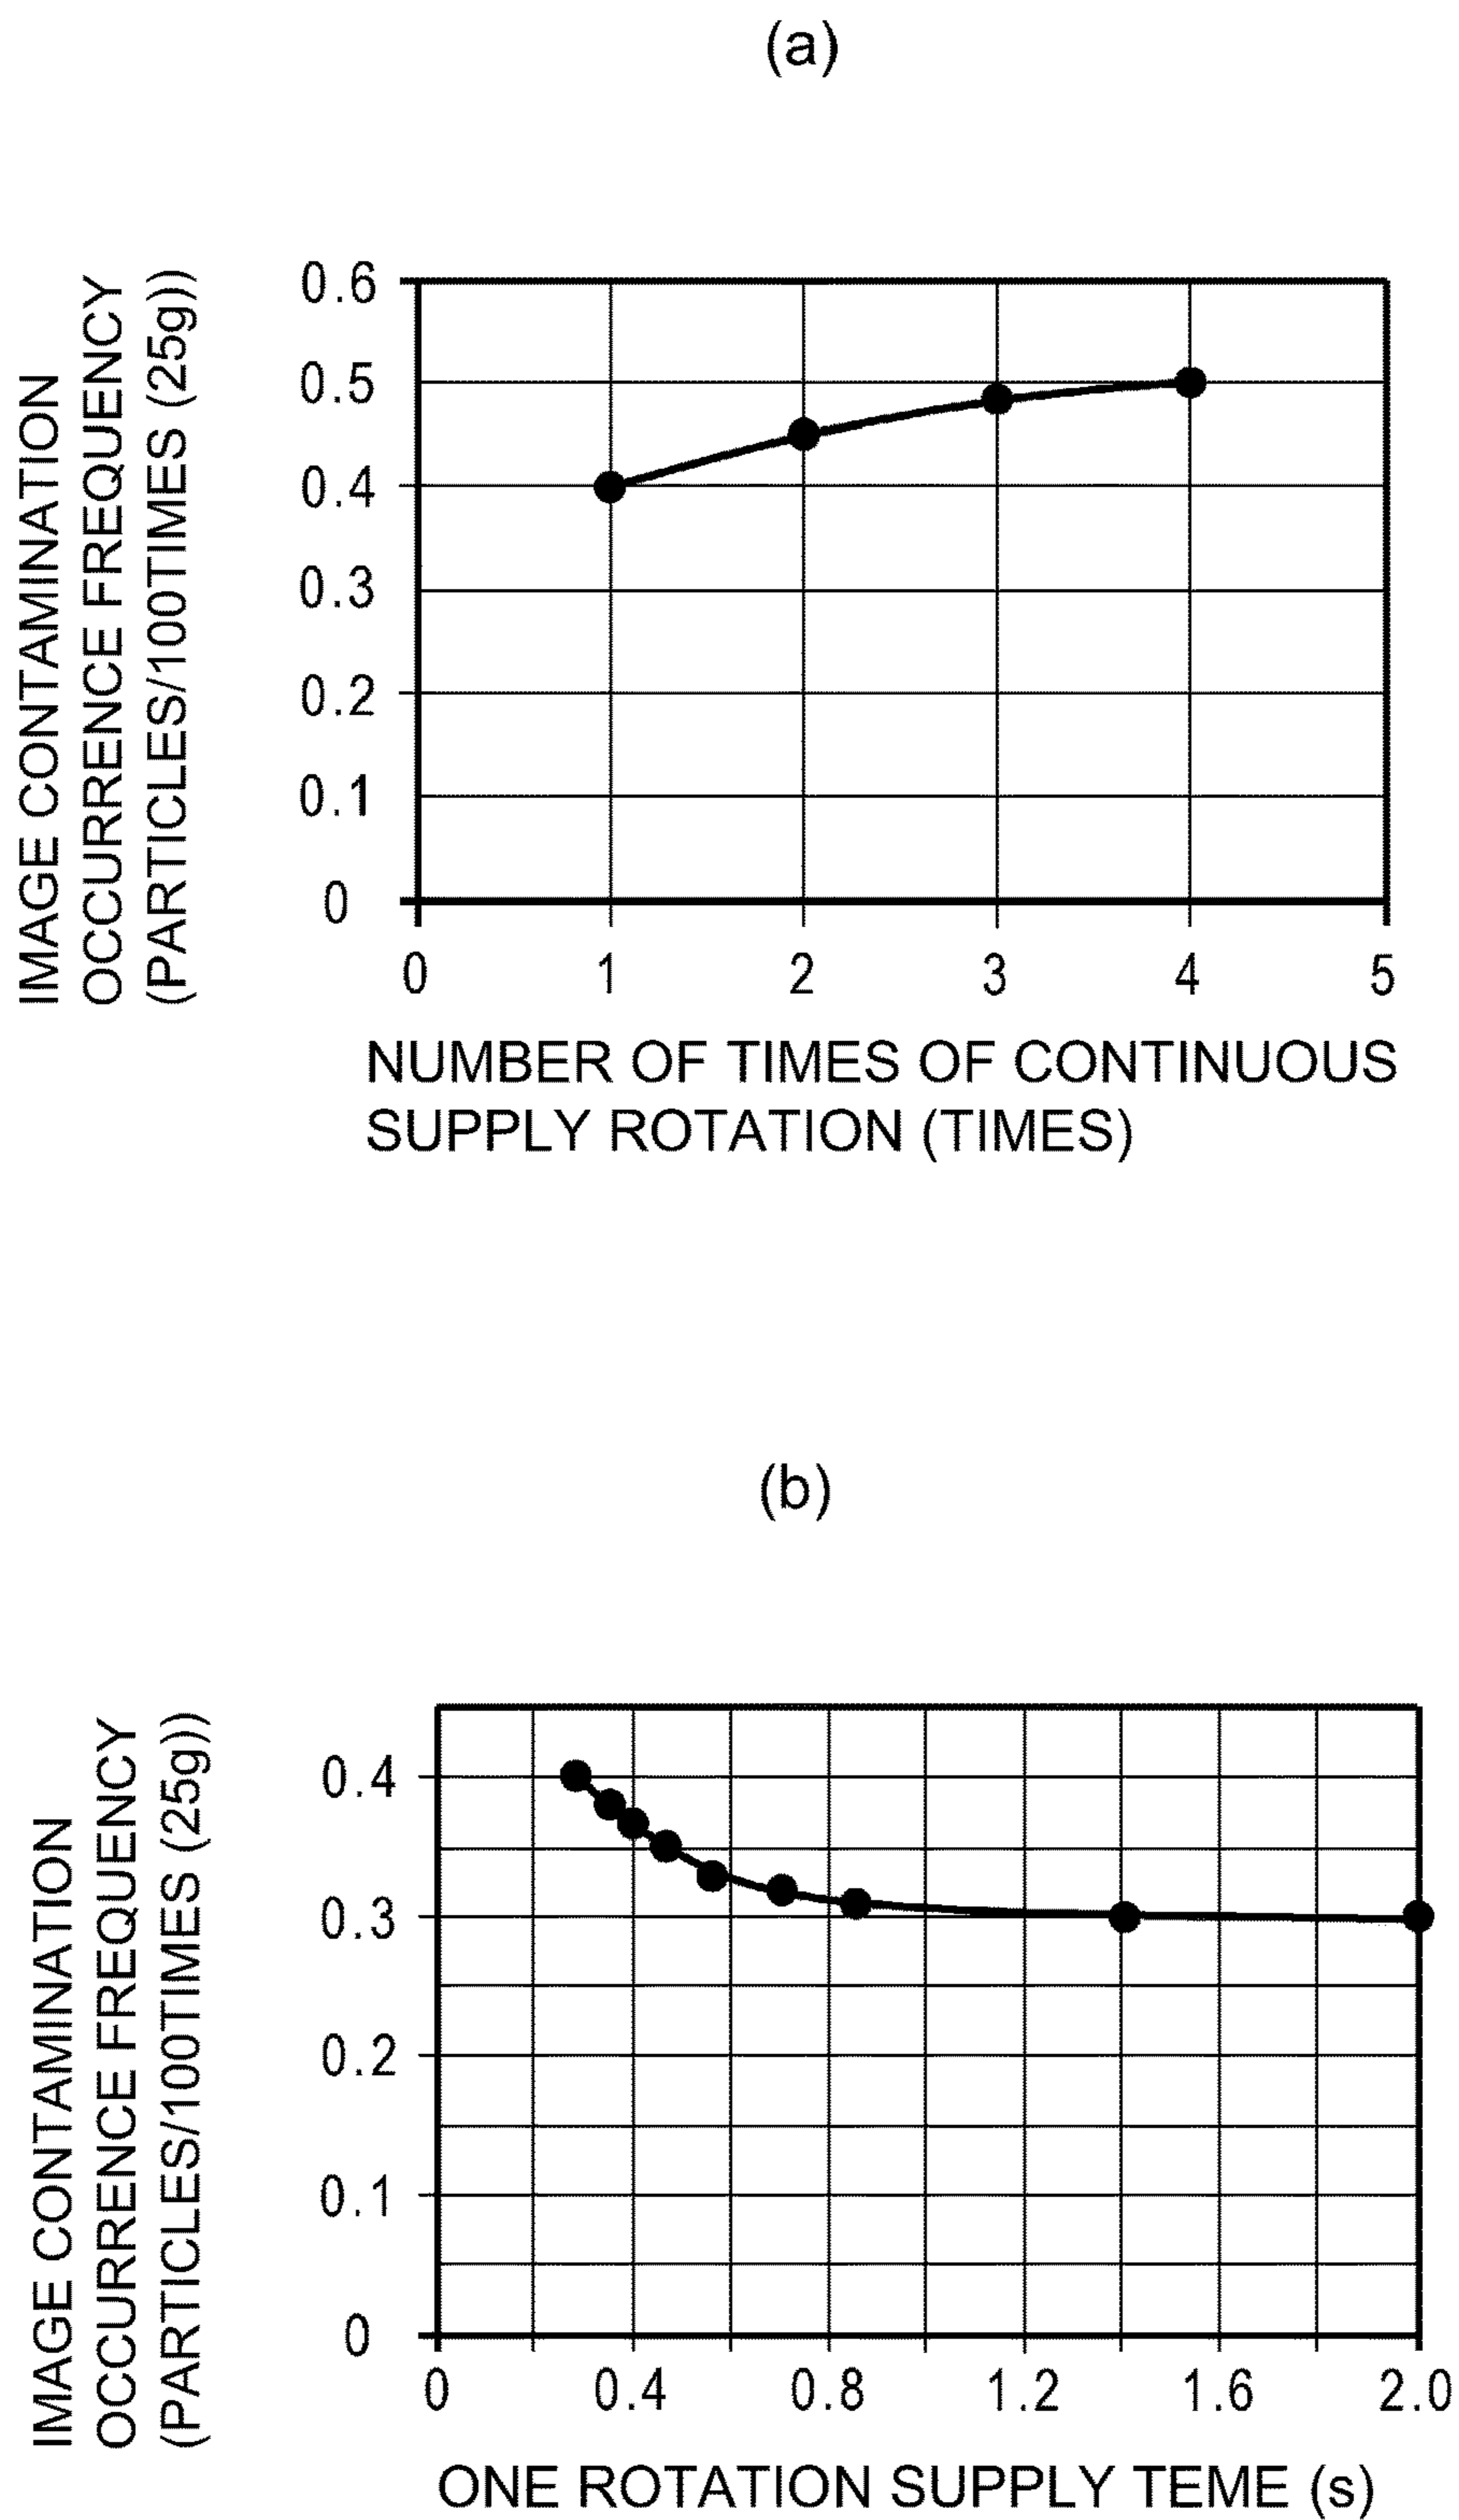 (a)
IMAGE CONTAMINATION
OCCURRENCE FREQUENCY
(PARTICLES/100TIMES (25g))
0.6
0.5
0.4
0.3
0.2
0.1
0
0 1 2 3 4 5
NUMBER OF TIMES OF CONTINUOUS
SUPPLY ROTATION (TIMES)
(b)
IMAGE CONTAMINATION
OCCURRENCE FREQUENCY
(PARTICLES/100TIMES (25g))
0.4
0.3
0.2
0.1
0
0 0.4 0.8 1.2 1.6 2.0
ONE ROTATION SUPPLY TEME (s)